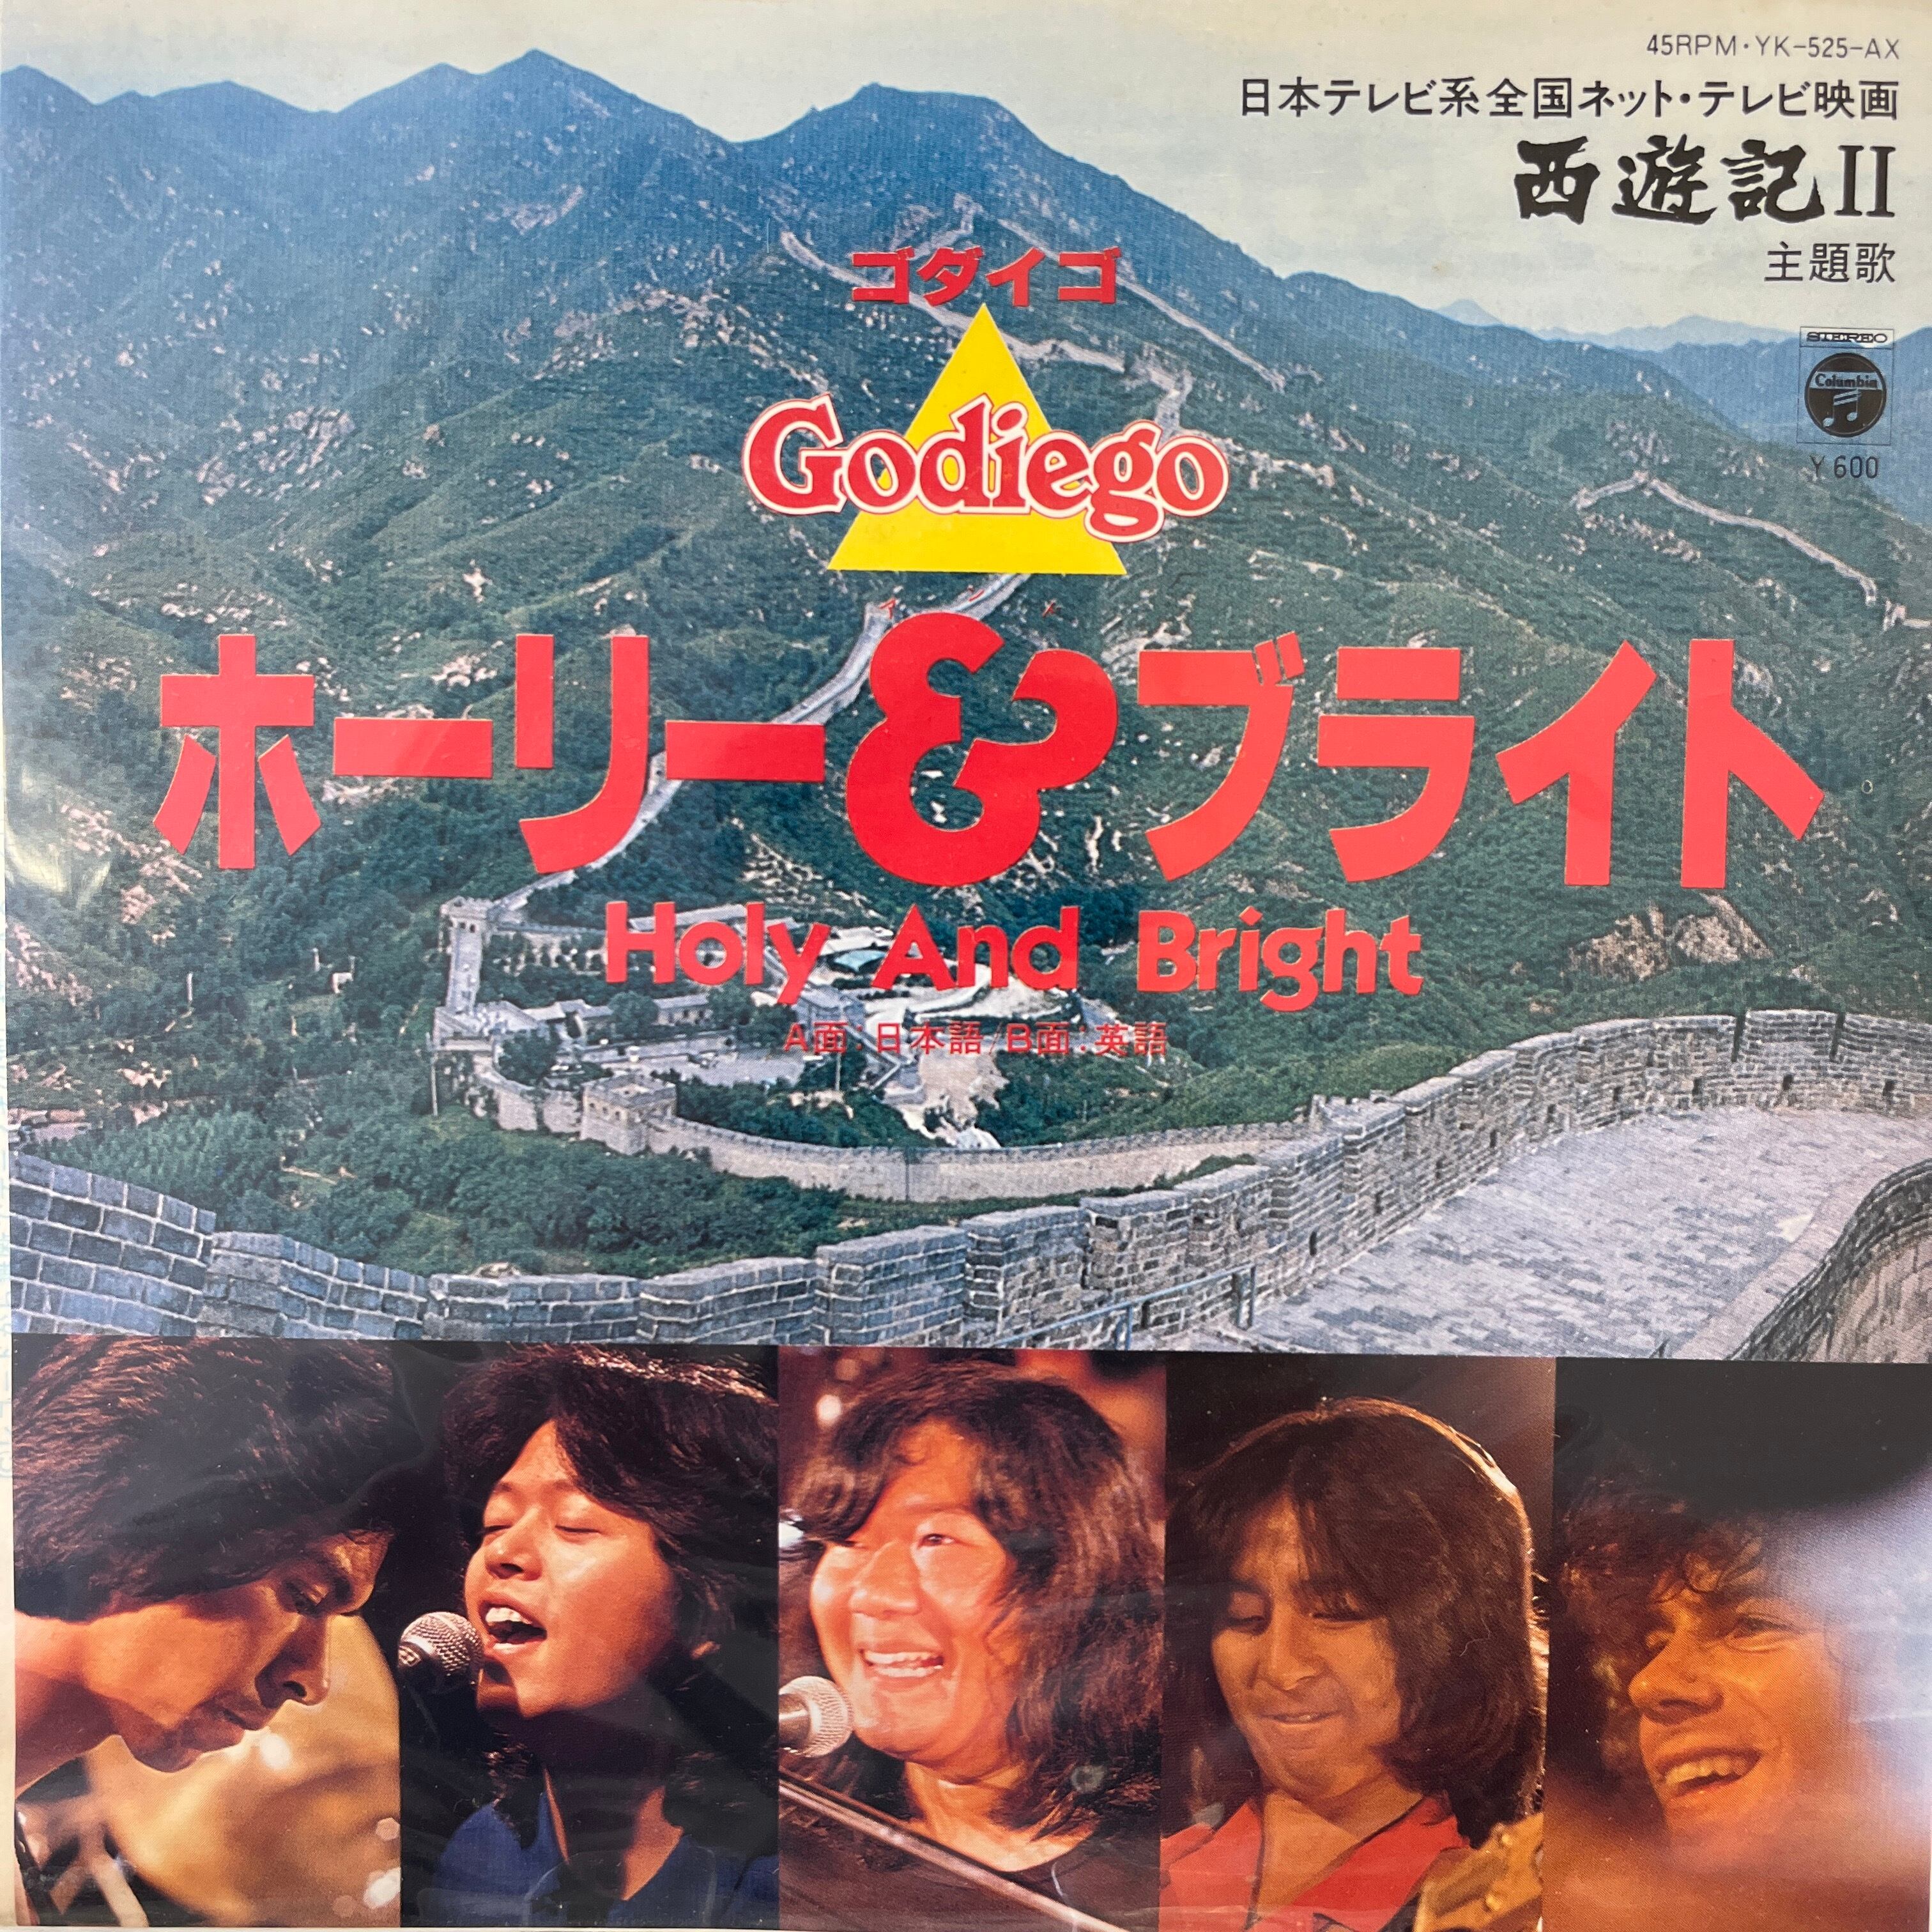 45RPM・YK-525-AX
日本テレビ系全国ネット・テレビ映画
西遊記II
主題歌
STEREO
Columbia
¥600
ゴダイゴ
Godiego
アンド
ホーリー&ブライト
Holy And Bright
A面:日本語/B面:英語